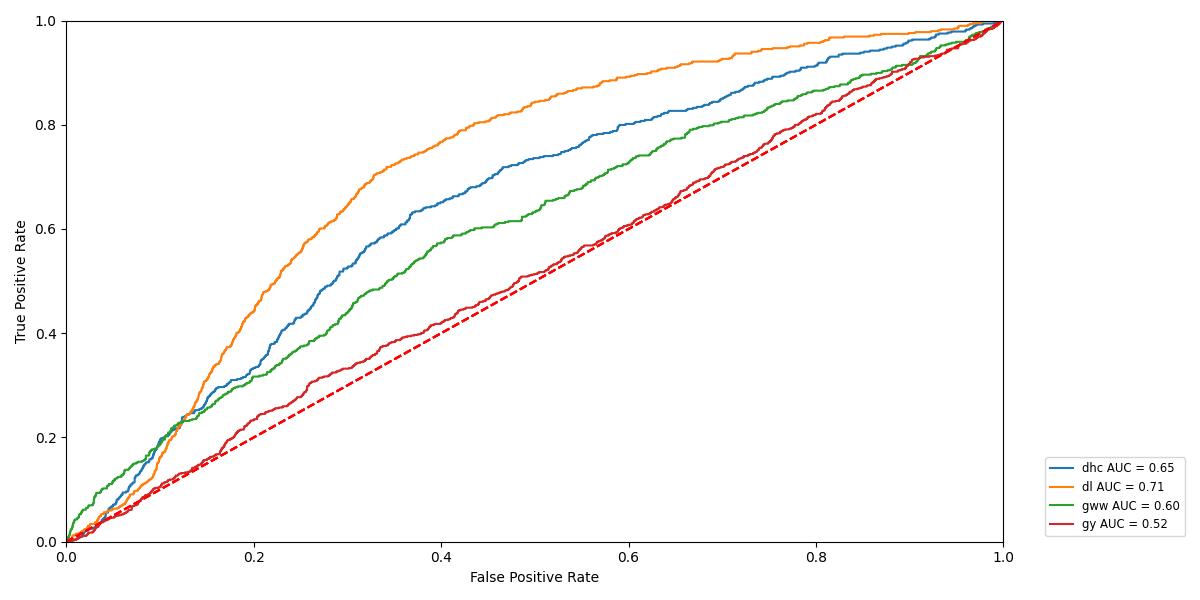 1.0
0.8
0.6
0.4
0.2
0.0
True Positive Rate
0.0 0.2 0.4 0.6 0.8 1.0
False Positive Rate
dhc AUC = 0.65
dl AUC = 0.71
gww AUC = 0.60
gy AUC = 0.52